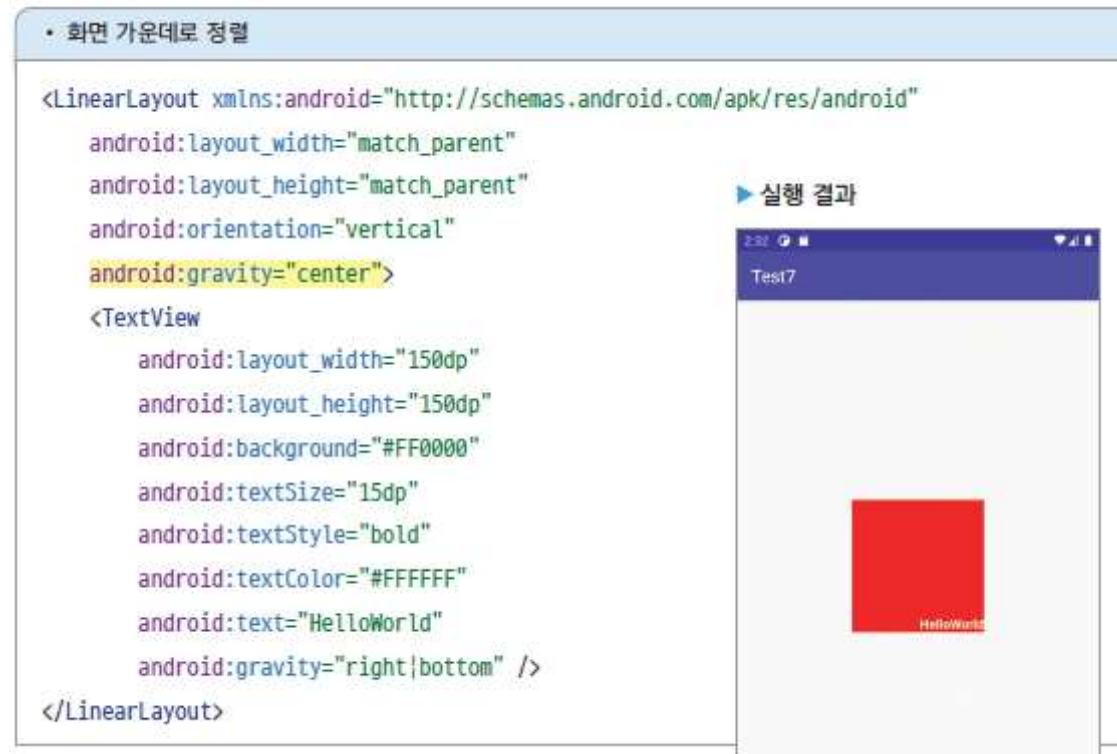 • 화면 가운데로 정렬
<LinearLayout xmlns:android="http://schemas.android.com/apk/res/android"
android:layout_width="match_parent"
android:layout_height="match_parent"
android:orientation="vertical"
android:gravity="center">
<TextView
android:layout_width="150dp"
android:layout_height="150dp"
android:background="#FF0000"
android:textSize="15dp"
android:textStyle="bold"
android:textColor="#FFFFFF"
android:text="HelloWorld"
android:gravity="right|bottom" />
</LinearLayout>
▶ 실행 결과
2:32
Test7
HelloWorld